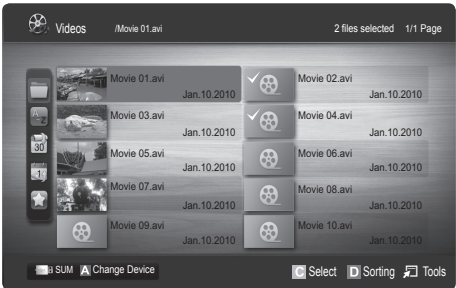 Videos /Movie 01.avi 2 files selected 1/1 Page
Movie 01.avi Movie 02.avi
Jan.10.2010 Jan.10.2010
Movie 03.avi Movie 04.avi
Jan.10.2010 Jan.10.2010
Movie 05.avi Movie 06.avi
Jan.10.2010 Jan.10.2010
Movie 07.avi Movie 08.avi
Jan.10.2010 Jan.10.2010
Movie 09.avi Movie 10.avi
Jan.10.2010 Jan.10.2010
A
Z
30
1
SUM A Change Device C Select D Sorting Tools